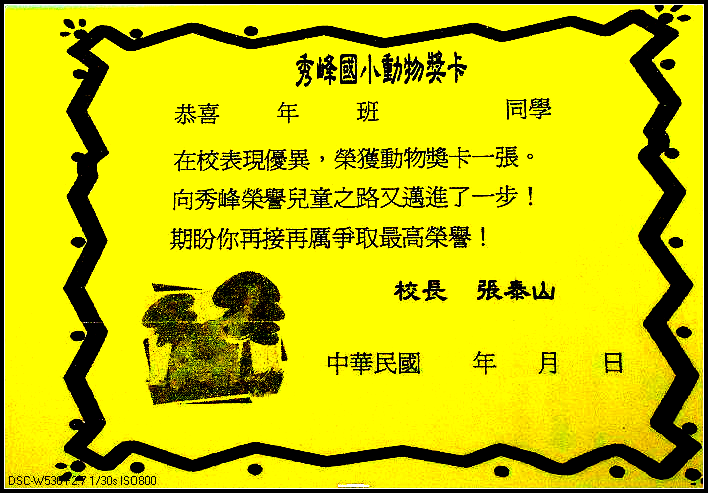 秀峰國小動物獎卡
恭喜 年 班 同學
在校表現優異，榮獲動物獎卡一張。
向秀峰榮譽兒童之路又邁進了一步！
期盼你再接再厲爭取最高榮譽！
校長 張泰山
中華民國 年 月 日
DSC-W530 F2.7 1/30s ISO800